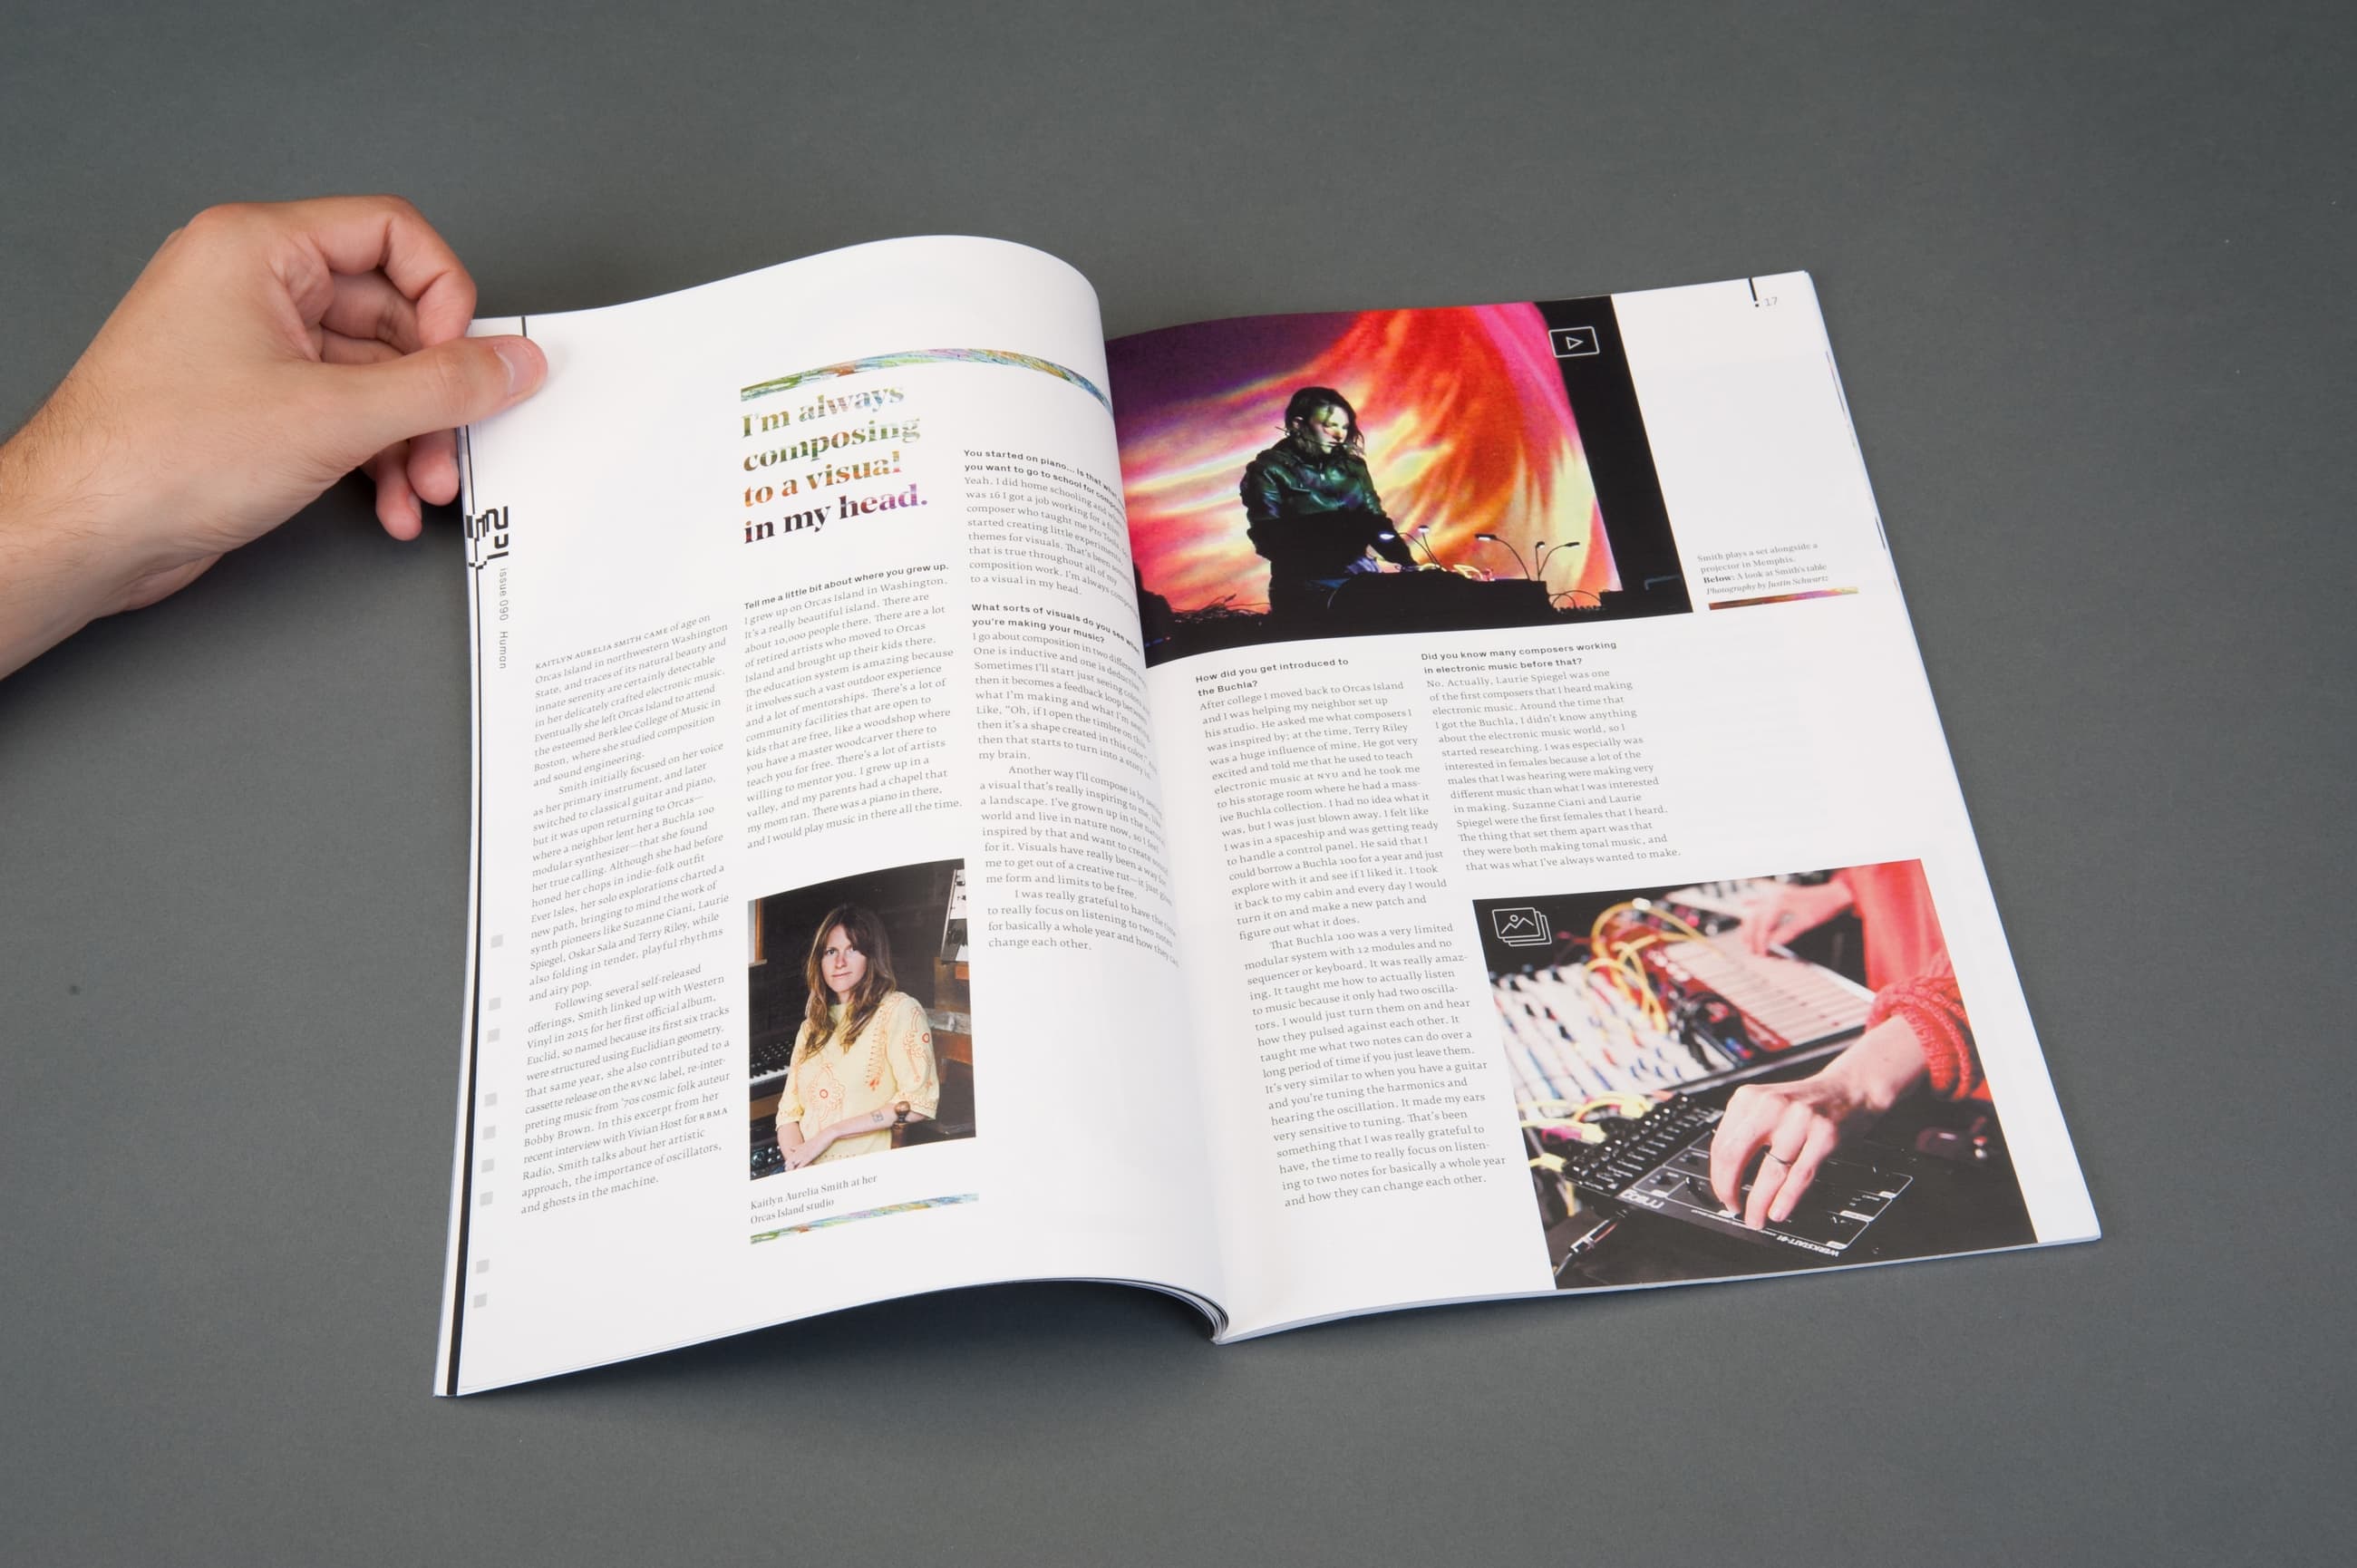 I'm always
composing
to a visual
in my head.
issue 090 Human
KAITLYN AURELIA SMITH CAME of age on
Orcas Island in northwestern Washington
State, and traces of its natural beauty and
innate serenity are certainly detectable
in her delicately crafted electronic music.
Eventually she left Orcas Island to attend
the esteemed Berklee College of Music in
Boston, where she studied composition
and sound engineering.
Smith initially focused on her voice
as her primary instrument, and later
switched to classical guitar and piano,
but it was upon returning to Orcas—
where a neighbor lent her a Buchla 100
modular synthesizer—that she found
her true calling. Although she had before
honed her chops in indie-folk outfit
Ever Isles, her solo explorations charted a
new path, bringing to mind the work of
synth pioneers like Suzanne Ciani, Laurie
Spiegel, Oskar Sala and Terry Riley, while
also folding in tender, playful rhythms
and airy pop.
Following several self-released
offerings, Smith linked up with Western
Vinyl in 2015 for her first official album,
Euclid, so named because its first six tracks
were structured using Euclidian geometry.
That same year, she also contributed to a
cassette release on the RVNG label, re-inter-
preting music from '70s cosmic folk auteur
Bobby Brown. In this excerpt from her
recent interview with Vivian Host for RBMA
Radio, Smith talks about her artistic
approach, the importance of oscillators,
and ghosts in the machine.
Tell me a little bit about where you grew up.
I grew up on Orcas Island in Washington.
It's a really beautiful island. There are
about 10,000 people there. There are a lot
of retired artists who moved to Orcas
Island and brought up their kids there.
The education system is amazing because
it involves such a vast outdoor experience
and a lot of mentorships. There's a lot of
community facilities that are open to
kids that are free, like a woodshop where
you have a master woodcarver there to
teach you for free. There's a lot of artists
willing to mentor you. I grew up in a
valley, and my parents had a chapel that
my mom ran. There was a piano in there,
and I would play music in there all the time.
Kaitlyn Aurelia Smith at her
Orcas Island studio
You started on piano... Is that what
you want to go to school for
Yeah. I did home schooling and when
was 16 I got a job working for a
composer who taught me Pro Tools.
started creating little experiments
themes for visuals. That's been
that is true throughout all of my
composition work. I'm always
to a visual in my head.
What sorts of visuals do you see when
you're making your music?
I go about composition in two different
One is inductive and one is
Sometimes I'll start just seeing
then it becomes a feedback loop between
what I'm making and what I'm seeing.
Like, "Oh, if I open the timbre on this
then it's a shape created in this color,"
then that starts to turn into a story
my brain.
Another way I'll compose is by
a visual that's really inspiring to me, like
a landscape. I've grown up in the
world and live in nature now, so I feel
inspired by that and want to create
for it. Visuals have really been a way for
me to get out of a creative rut—it just
me form and limits to be free.
I was really grateful to have the time
to really focus on listening to two notes
for basically a whole year and how they can
change each other.
17
Smith plays a set alongside a
projector in Memphis.
Below: A look at Smith's table
Photography by Justin Schwartz
How did you get introduced to
the Buchla?
After college I moved back to Orcas Island
and I was helping my neighbor set up
his studio. He asked me what composers I
was inspired by; at the time, Terry Riley
was a huge influence of mine. He got very
excited and told me that he used to teach
electronic music at NYU and he took me
to his storage room where he had a mass-
ive Buchla collection. I had no idea what it
was, but I was just blown away. I felt like
I was in a spaceship and was getting ready
to handle a control panel. He said that I
could borrow a Buchla 100 for a year and just
explore with it and see if I liked it. I took
it back to my cabin and every day I would
turn it on and make a new patch and
figure out what it does.
That Buchla 100 was a very limited
modular system with 12 modules and no
sequencer or keyboard. It was really amaz-
ing. It taught me how to actually listen
to music because it only had two oscilla-
tors. I would just turn them on and hear
how they pulsed against each other. It
taught me what two notes can do over a
long period of time if you just leave them.
It's very similar to when you have a guitar
and you're tuning the harmonics and
hearing the oscillation. It made my ears
very sensitive to tuning. That's been
something that I was really grateful to
have, the time to really focus on listen-
ing to two notes for basically a whole year
and how they can change each other.
Did you know many composers working
in electronic music before that?
No. Actually, Laurie Spiegel was one
of the first composers that I heard making
electronic music. Around the time that
I got the Buchla, I didn't know anything
about the electronic music world, so I
started researching. I was especially
interested in females because a lot of the
males that I was hearing were making very
different music than what I was interested
in making. Suzanne Ciani and Laurie
Spiegel were the first females that I heard.
The thing that set them apart was that
they were both making tonal music, and
that was what I've always wanted to make.
moog
WERKSTATT-01